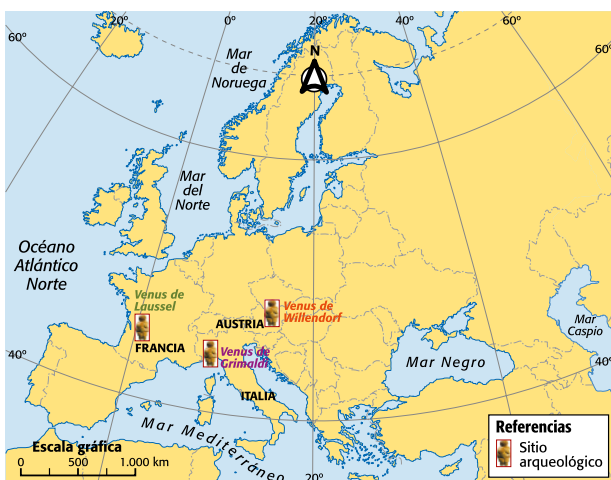 20°
0°
20°
40°
60°
60°
60°
N
Mar
de
Noruega
Mar
del
Norte
Océano
Atlántico
Norte
Venus de
Laussel
Venus de
Willendorf
AUSTRIA
FRANCIA
Venus de
Grimaldi
ITALIA
Mar
Caspio
Mar Negro
40°
40°
Mar Mediterráneo
20°
Escala gráfica
0 500 1.000 km
Referencias
Sitio
arqueológico